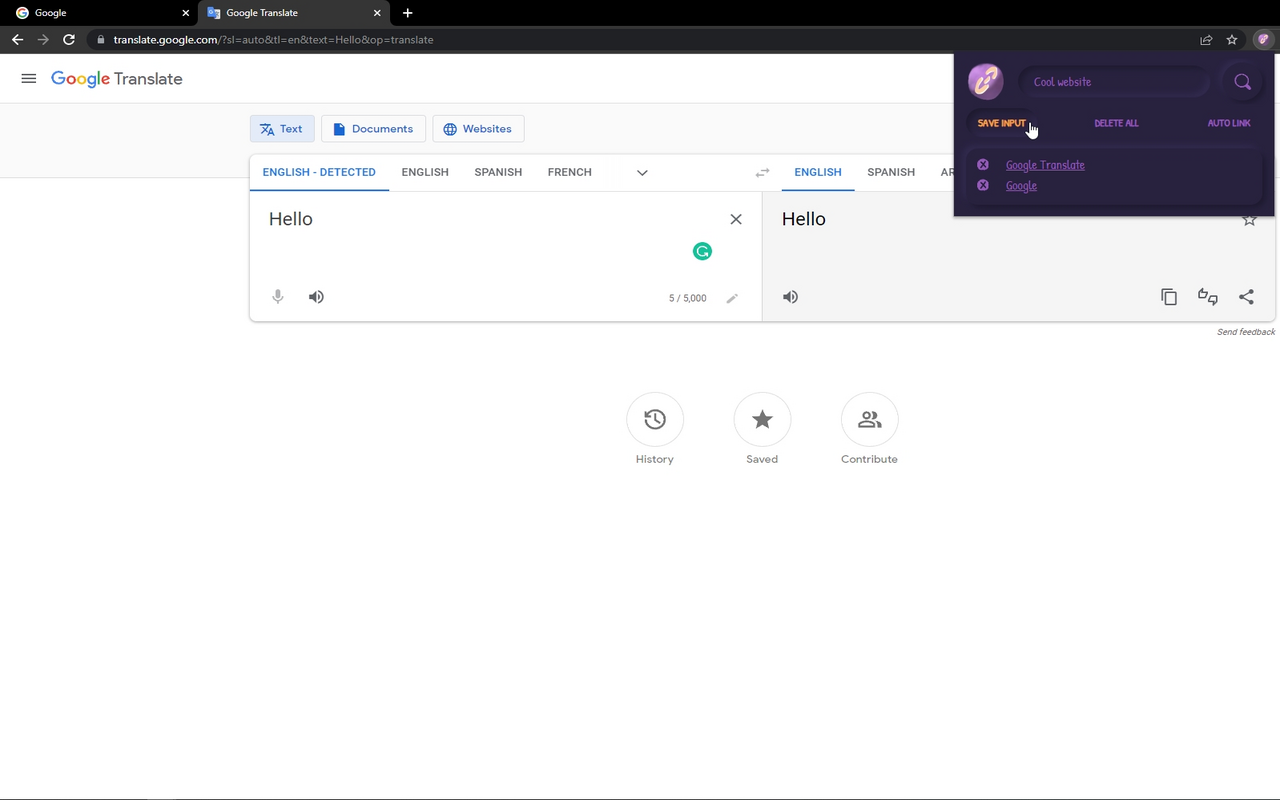 Google
Google Translate
translate.google.com/?sl=auto&tl=en&text=Hello&op=translate
Google Translate
Cool website
SAVE INPUT
DELETE ALL
AUTO LINK
Google Translate
Google
Text
Documents
Websites
ENGLISH - DETECTED
ENGLISH
SPANISH
FRENCH
ENGLISH
SPANISH
AR
Hello
Hello
5 / 5,000
Send feedback
History
Saved
Contribute